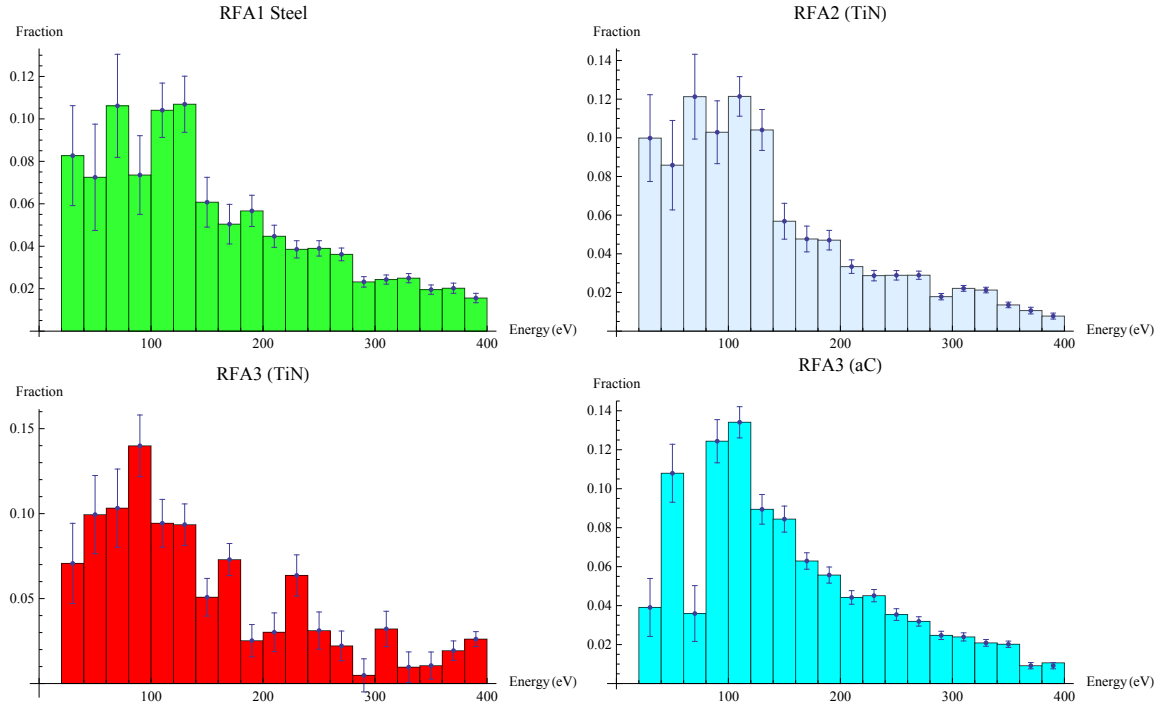 RFA1 Steel
Fraction
0.12
0.10
0.08
0.06
0.04
0.02
100 200 300 400 Energy (eV)
RFA2 (TiN)
Fraction
0.14
0.12
0.10
0.08
0.06
0.04
0.02
100 200 300 400 Energy (eV)
RFA3 (TiN)
Fraction
0.15
0.10
0.05
100 200 300 400 Energy (eV)
RFA3 (aC)
Fraction
0.14
0.12
0.10
0.08
0.06
0.04
0.02
100 200 300 400 Energy (eV)